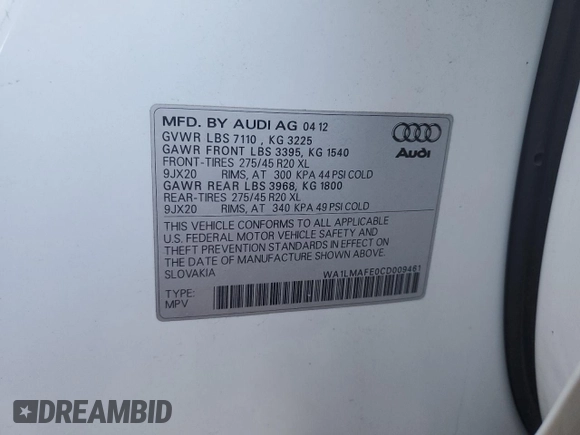 MFD. BY AUDI AG 04 12
GVWR LBS 7110 , KG 3225
GAWR FRONT LBS 3395, KG 1540
FRONT-TIRES 275/45 R20 XL
9JX20 RIMS, AT 300 KPA 44 PSI COLD
GAWR REAR LBS 3968, KG 1800
REAR-TIRES 275/45 R20 XL
9JX20 RIMS, AT 340 KPA 49 PSI COLD
Audi
THIS VEHICLE CONFORMS TO ALL APPLICABLE
U.S. FEDERAL MOTOR VEHICLE SAFETY AND
THEFT PREVENTION STANDARDS IN EFFECT ON
THE DATE OF MANUFACTURE SHOWN ABOVE.
SLOVAKIA WA1LMAFE0CD009461
TYPE:
MPV
DREAMBID